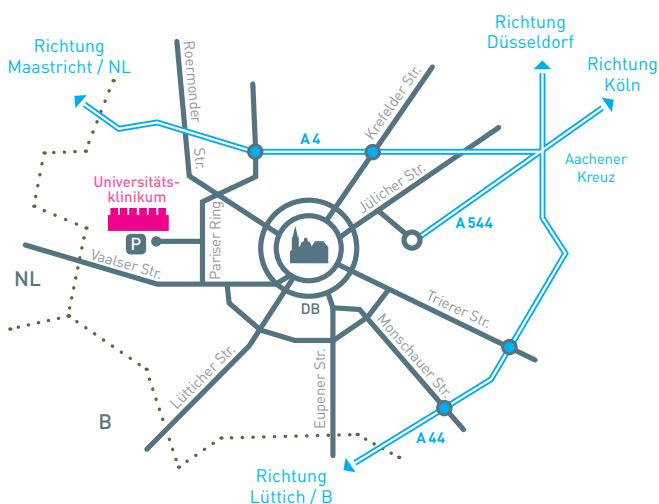 Richtung
Maastricht / NL
Roermonder
Str.
Krefelder Str.
Richtung
Düsseldorf
Richtung
Köln
A 4
Aachener
Kreuz
Jülicher Str.
Universitäts-
klinikum
P
Pariser Ring
A 544
Vaalser Str.
NL
DB
Trierer Str.
Monschauer Str.
Lütticher Str.
Eupener Str.
B
A 44
Richtung
Lüttich / B